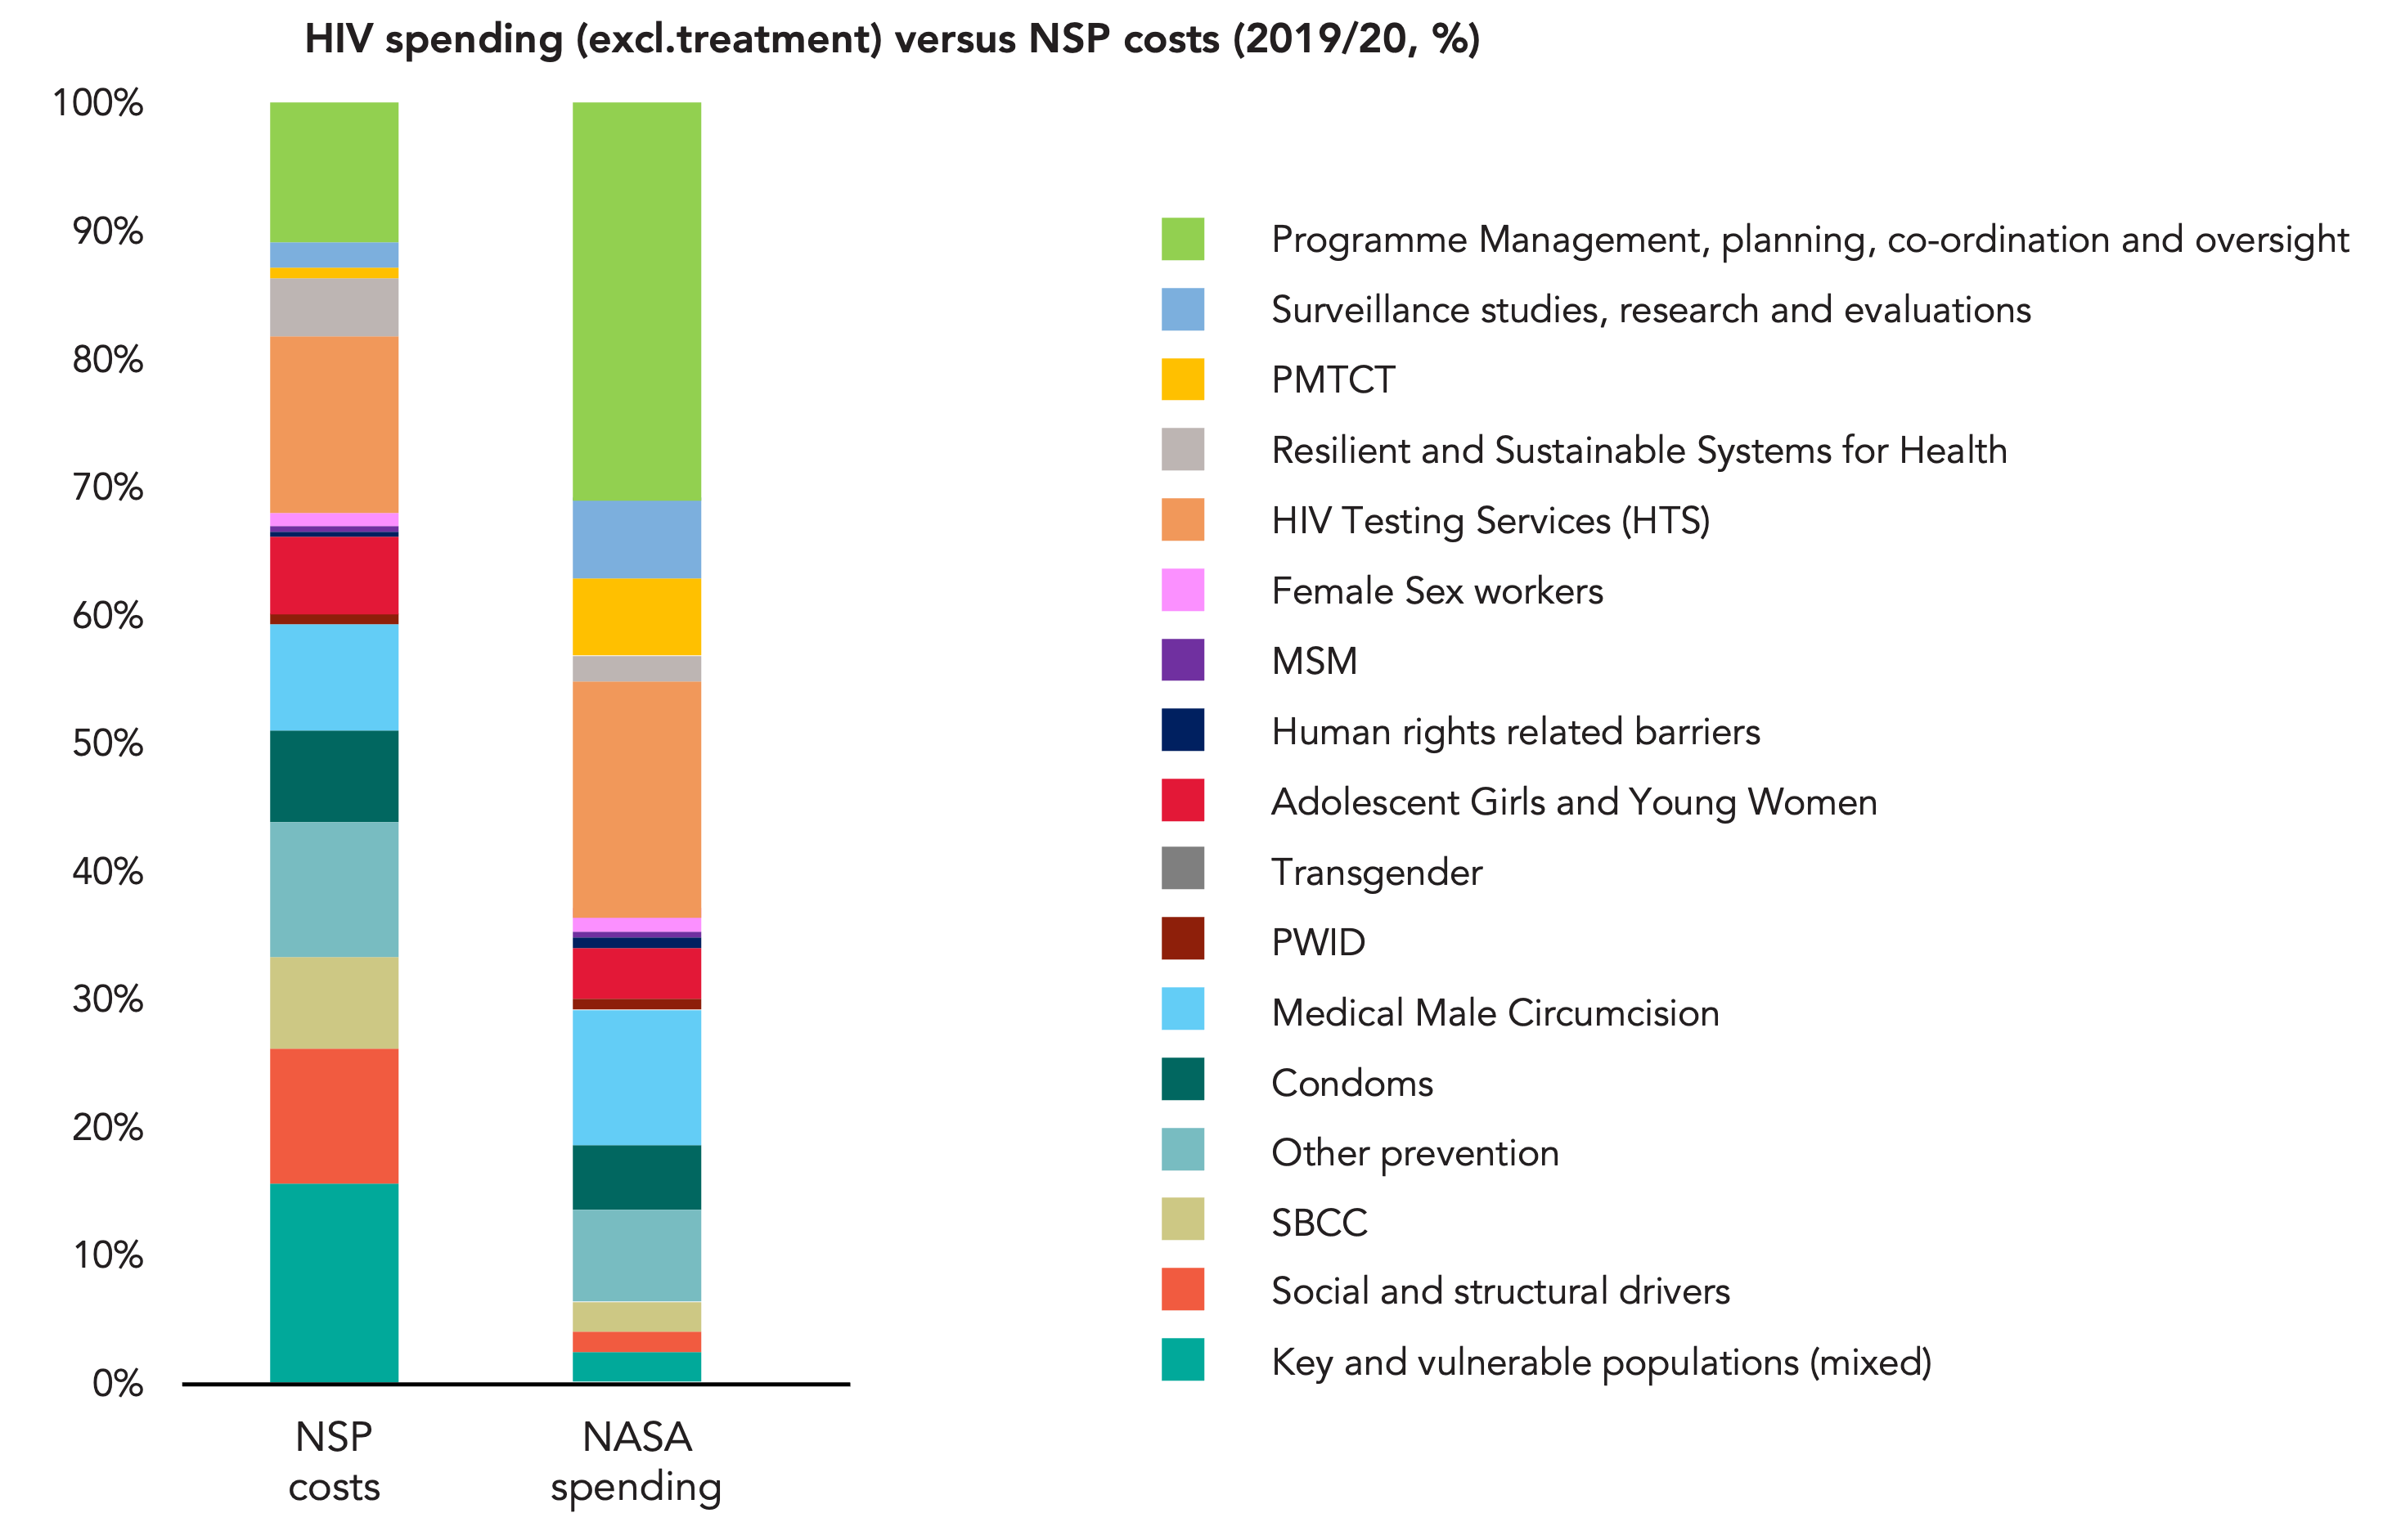 HIV spending (excl.treatment) versus NSP costs (2019/20, %)
100%
90%
80%
70%
60%
50%
40%
30%
20%
10%
0%
NSP
costs
NASA
spending
Programme Management, planning, co-ordination and oversight
Surveillance studies, research and evaluations
PMTCT
Resilient and Sustainable Systems for Health
HIV Testing Services (HTS)
Female Sex workers
MSM
Human rights related barriers
Adolescent Girls and Young Women
Transgender
PWID
Medical Male Circumcision
Condoms
Other prevention
SBCC
Social and structural drivers
Key and vulnerable populations (mixed)